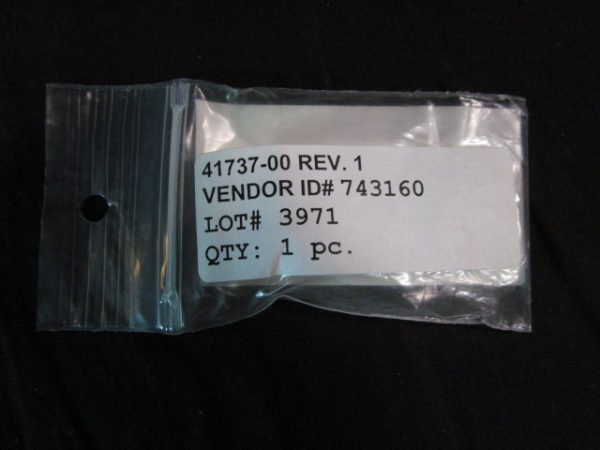 41737-00 REV. 1
VENDOR ID# 743160
LOT# 3971
QTY: 1 pc.